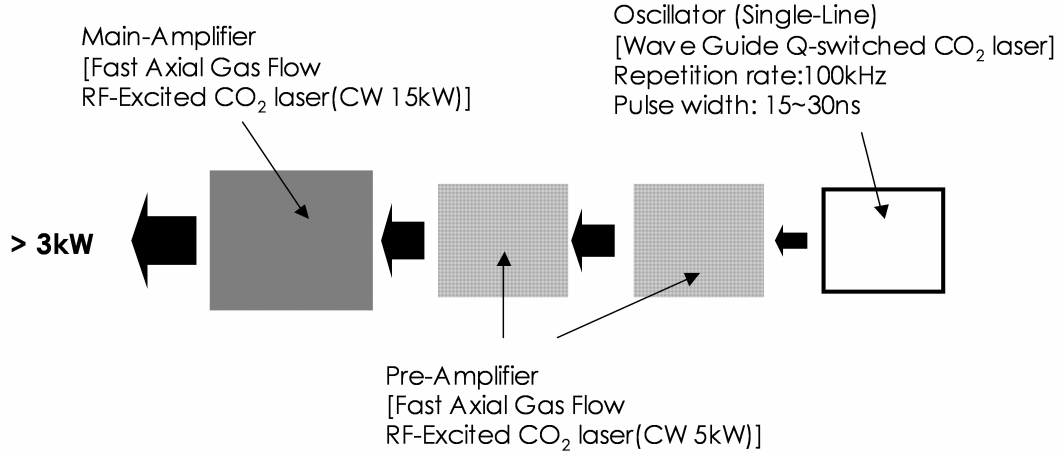 Oscillator (Single-Line)
[Wave Guide Q-switched CO₂ laser]
Repetition rate:100kHz
Pulse width: 15~30ns
Main-Amplifier
[Fast Axial Gas Flow
RF-Excited CO₂ laser(CW 15kW)]
> 3kW
Pre-Amplifier
[Fast Axial Gas Flow
RF-Excited CO₂ laser(CW 5kW)]